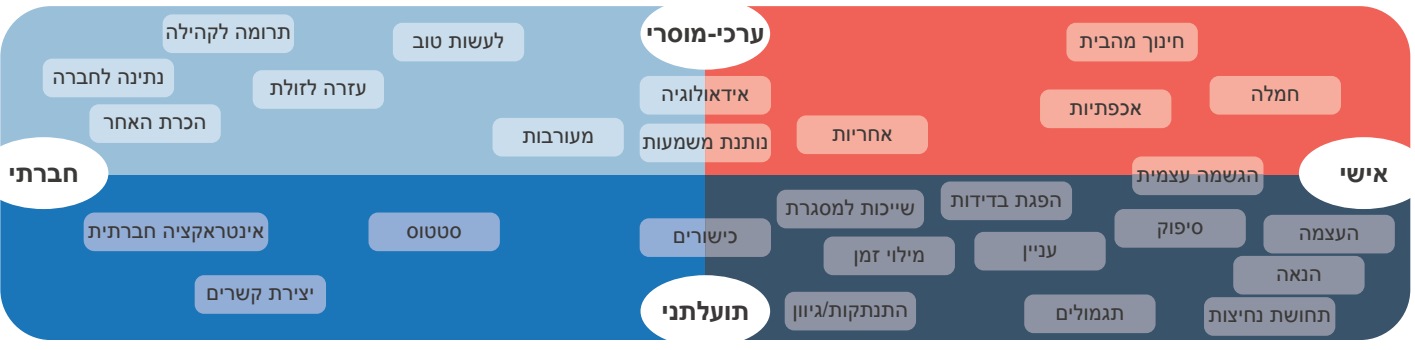 ערכי-מוסרי
חינוך מהבית
חמלה
אכפתיות
אחריות
אידאולוגיה
נותנת משמעות
לעשות טוב
תרומה לקהילה
נתינה לחברה
עזרה לזולת
הכרת האחר
מעורבות
אישי
חברתי
הגשמה עצמית
שייכות למסגרת
הפגת בדידות
סיפוק
העצמה
מילוי זמן
עניין
הנאה
התנתקות/גיוון
תגמולים
תחושת נחיצות
כישורים
סטטוס
אינטראקציה חברתית
יצירת קשרים
תועלתני